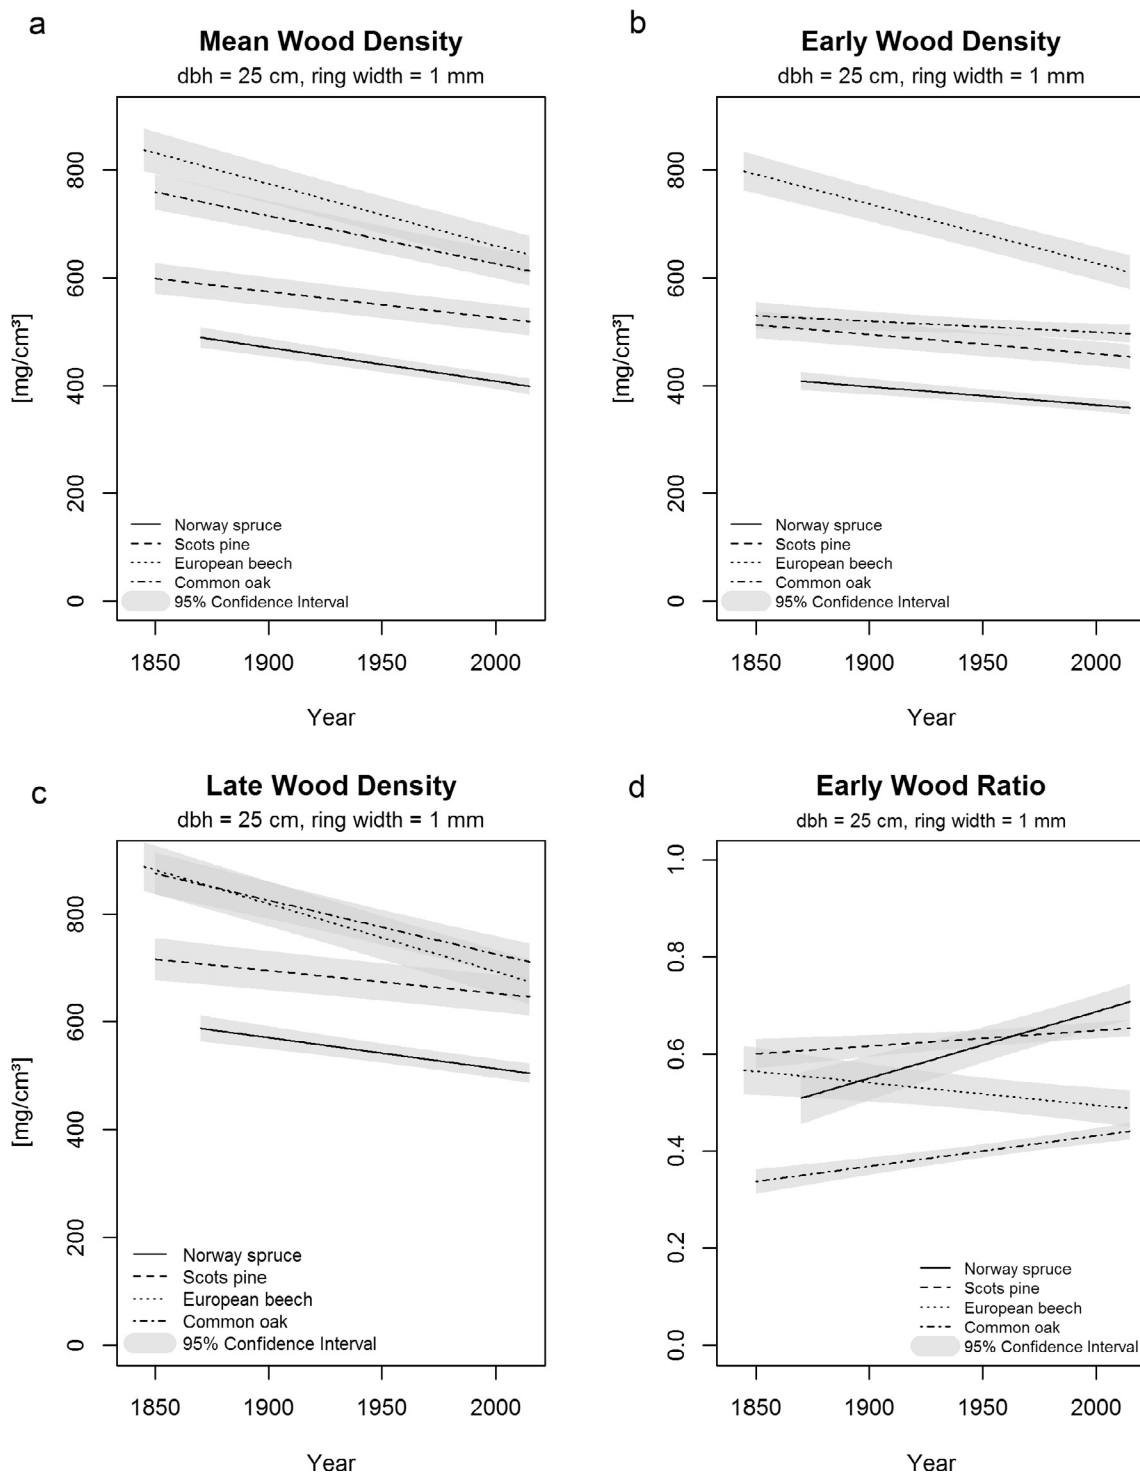 a
Mean Wood Density
dbh = 25 cm, ring width = 1 mm
[mg/cm³]
800
600
400
200
0
Norway spruce
Scots pine
European beech
Common oak
95% Confidence Interval
1850 1900 1950 2000
Year
b
Early Wood Density
dbh = 25 cm, ring width = 1 mm
[mg/cm³]
800
600
400
200
0
Norway spruce
Scots pine
European beech
Common oak
95% Confidence Interval
1850 1900 1950 2000
Year
c
Late Wood Density
dbh = 25 cm, ring width = 1 mm
[mg/cm³]
800
600
400
200
0
Norway spruce
Scots pine
European beech
Common oak
95% Confidence Interval
1850 1900 1950 2000
Year
d
Early Wood Ratio
dbh = 25 cm, ring width = 1 mm
1.0
0.8
0.6
0.4
0.2
0.0
Norway spruce
Scots pine
European beech
Common oak
95% Confidence Interval
1850 1900 1950 2000
Year